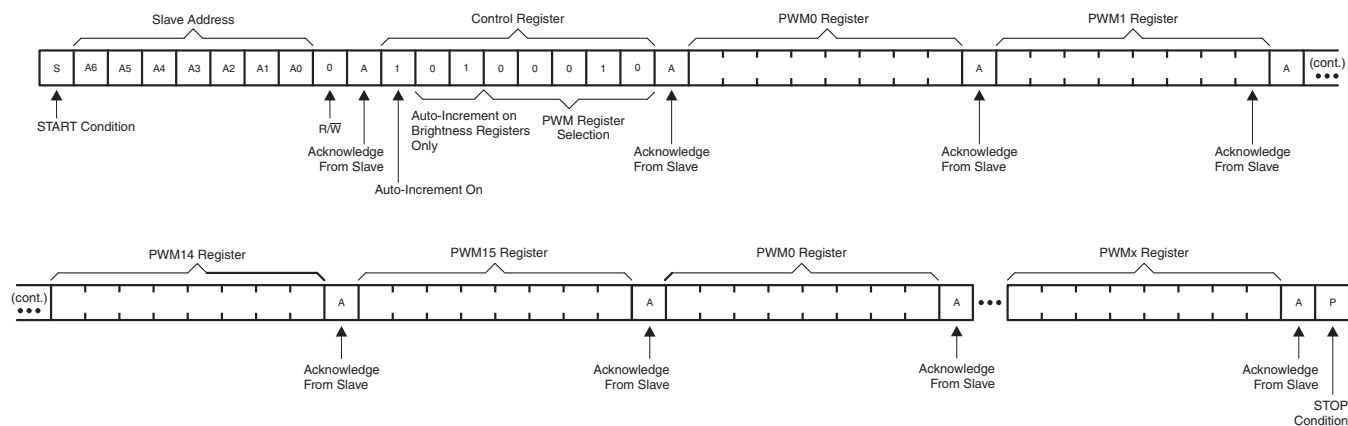 Slave Address
Control Register
PWM0 Register
PWM1 Register
S A6 A5 A4 A3 A2 A1 A0 0 A 1 0 1 0 0 0 1 0 A A A (cont.)
START Condition
R/W̅
Acknowledge
From Slave
Auto-Increment On
Auto-Increment on
Brightness Registers
Only
PWM Register
Selection
Acknowledge
From Slave
Acknowledge
From Slave
Acknowledge
From Slave
PWM14 Register
PWM15 Register
PWM0 Register
PWMx Register
(cont.) A A A A P
Acknowledge
From Slave
Acknowledge
From Slave
Acknowledge
From Slave
Acknowledge
From Slave
STOP
Condition